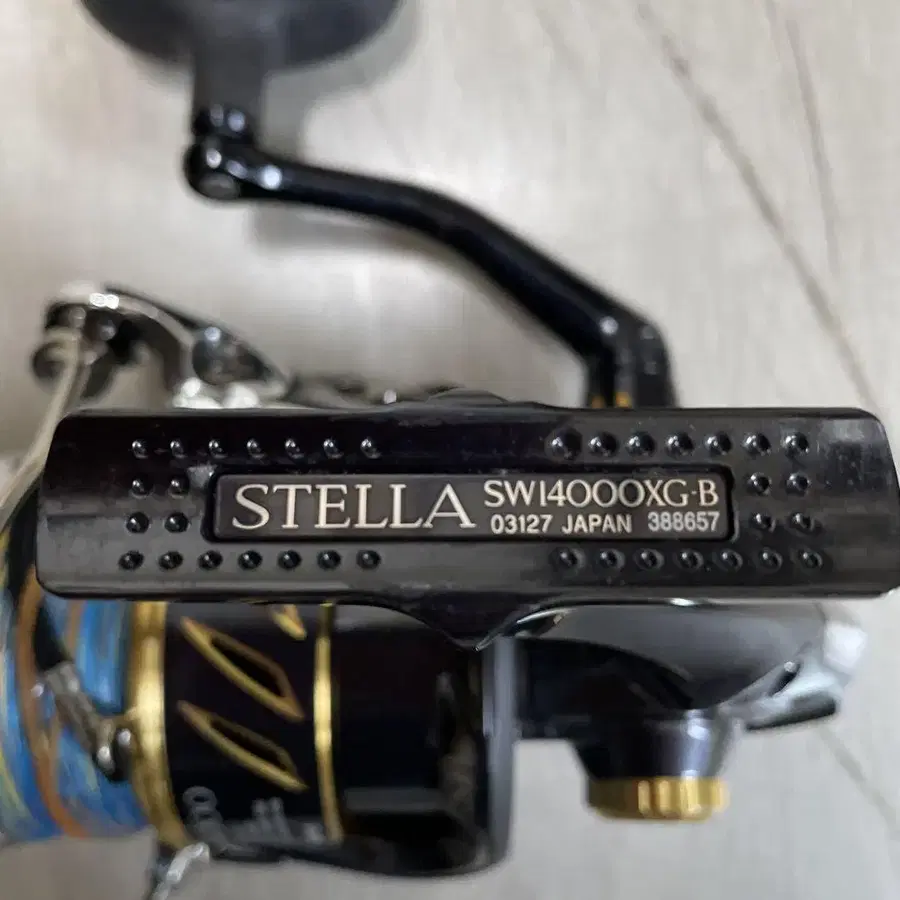 STELLA SW14000XG-B
03127 JAPAN 388657